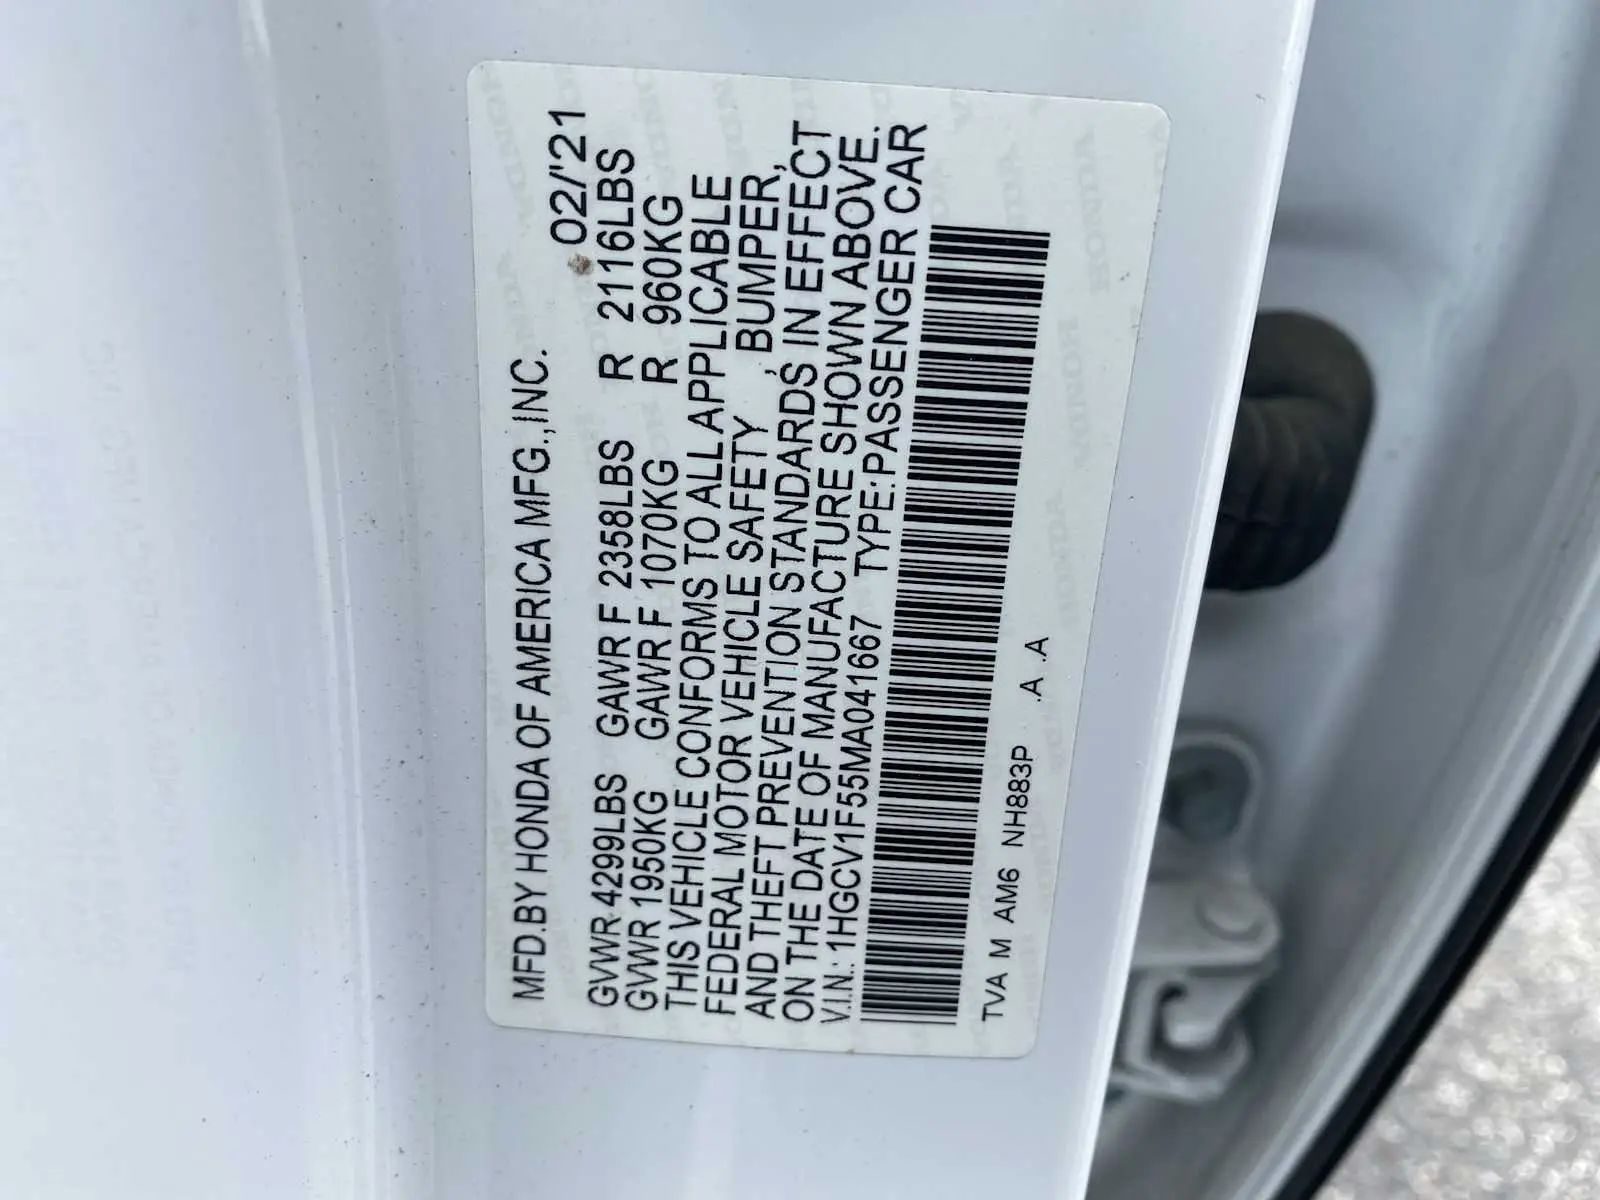 MFD.BY HONDA OF AMERICA MFG.,INC. 02/'21
GVWR 4299LBS GAWR F 2358LBS R 2116LBS
GVWR 1950KG GAWR F 1070KG R 960KG
THIS VEHICLE CONFORMS TO ALL APPLICABLE
FEDERAL MOTOR VEHICLE SAFETY , BUMPER,
AND THEFT PREVENTION STANDARDS IN EFFECT
ON THE DATE OF MANUFACTURE SHOWN ABOVE.
V.I.N.: 1HGCV1F55MA041667 TYPE:PASSENGER CAR
TVA M AM6 NH883P .A .A